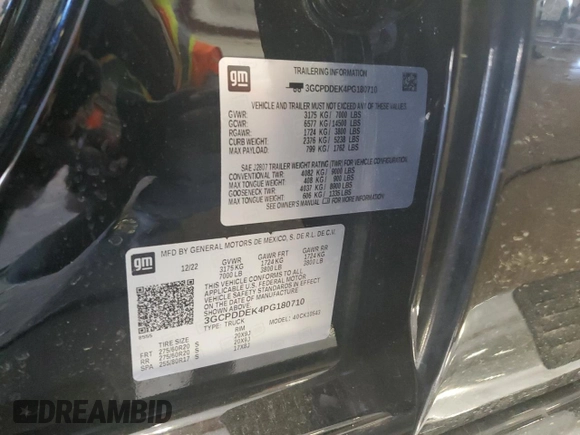 gm
TRAILERING INFORMATION
3GCPDDEK4PG180710
VEHICLE AND TRAILER MUST NOT EXCEED ANY OF THESE VALUES
GVWR: 3175 KG/ 7000 LBS
GCWR: 6577 KG/14500 LBS
RGAWR: 1724 KG/ 3800 LBS
CURB WEIGHT: 2376 KG/ 5238 LBS
MAX PAYLOAD: 799 KG/ 1762 LBS
SAE J2807 TRAILER WEIGHT RATING (TWR) FOR VEHICLE CONFIGURATION.
CONVENTIONAL TWR: 4082 KG/ 9000 LBS
MAX TONGUE WEIGHT: 408 KG/ 900 LBS
GOOSENECK TWR: 4037 KG/ 8900 LBS
MAX TONGUE WEIGHT: 606 KG/ 1335 LBS
SEE OWNER'S MANUAL FOR MORE INFORMATION.
gm
MFD BY GENERAL MOTORS DE MEXICO, S. DE R.L. DE C.V.
12/22 GVWR GAWR FRT GAWR RR
3175 KG 1724 KG 1724 KG
7000 LB 3800 LB 3800 LB
THIS VEHICLE CONFORMS TO ALL
APPLICABLE U.S. FEDERAL MOTOR
VEHICLE SAFETY STANDARDS IN
EFFECT ON THE DATE OF
MANUFACTURE SHOWN ABOVE.
3GCPDDEK4PG180710
TYPE: TRUCK MODEL:
TIRE SIZE RIM
FRT 275/60R20 S 20X9J
RR 275/60R20 S 20X9J
SPA 255/80R17 S 17X8J
DREAMBID